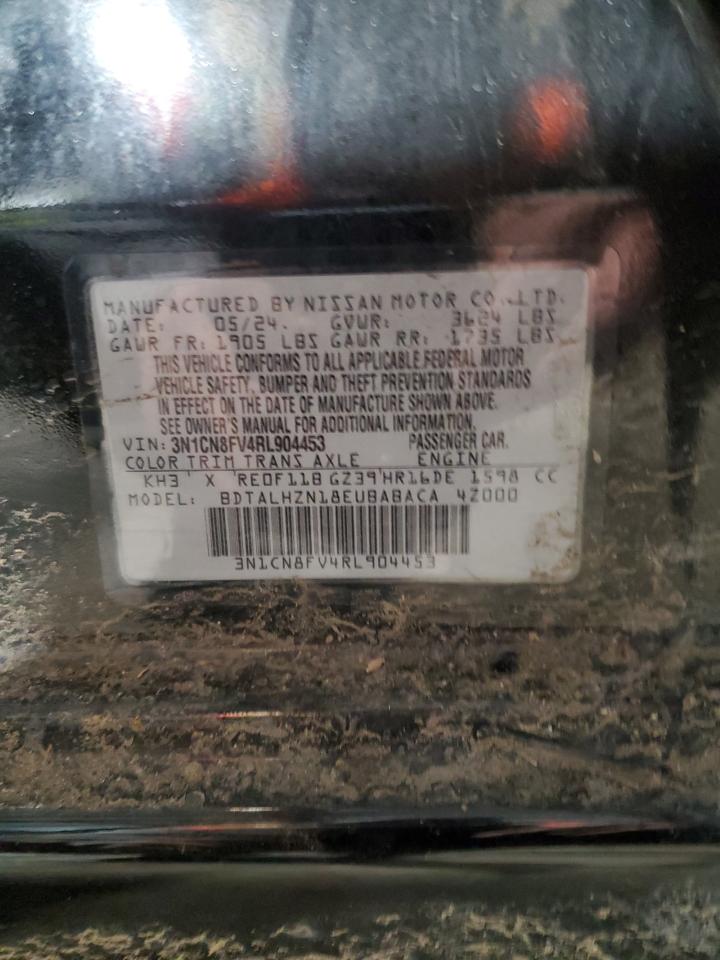 MANUFACTURED BY NISSAN MOTOR CO.,LTD.
DATE: 05/24. GVWR: 3624 LBS
GAWR FR: 1905 LBS GAWR RR: 1735 LBS
THIS VEHICLE CONFORMS TO ALL APPLICABLE FEDERAL MOTOR
VEHICLE SAFETY, BUMPER AND THEFT PREVENTION STANDARDS
IN EFFECT ON THE DATE OF MANUFACTURE SHOWN ABOVE.
SEE OWNER'S MANUAL FOR ADDITIONAL INFORMATION.
VIN: 3N1CN8FV4RL904453 PASSENGER CAR.
COLOR TRIM TRANS AXLE ENGINE
KH3 X RE0F11B GZ39 HR16DE 1598 CC
MODEL: BDTALHZN18EUBABACA 4Z000
3N1CN8FV4RL904453